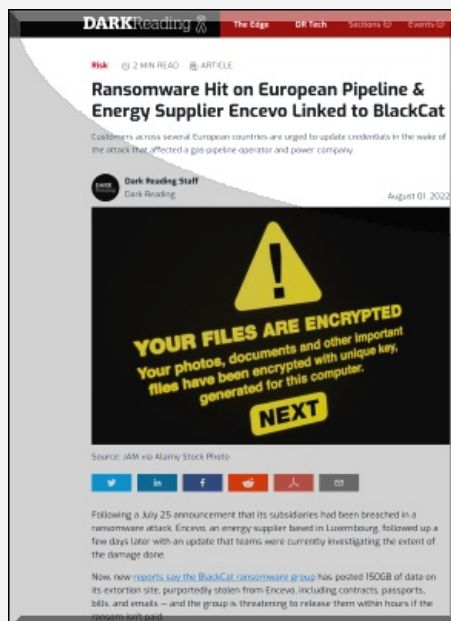 DARKReading
The Edge
DR Tech
Sections
Events
Risk
2 MIN READ
ARTICLE
Ransomware Hit on European Pipeline &
Energy Supplier Encevo Linked to BlackCat
Customers across several European countries are urged to update credentials in the wake of
the attack that affected a gas-pipeline operator and power company.
Dark Reading Staff
Dark Reading
August 01, 2022
YOUR FILES ARE ENCRYPTED
Your photos, documents and other important
files have been encrypted with unique key,
generated for this computer.
NEXT
Source: JAM via Alamy Stock Photo
Following a July 25 announcement that its subsidiaries had been breached in a
ransomware attack, Encevo, an energy supplier based in Luxembourg, followed up a
few days later with an update that teams were currently investigating the extent of
the damage done.
Now, new reports say the BlackCat ransomware group has posted 150GB of data on
its extortion site, purportedly stolen from Encevo, including contracts, passports,
bills, and emails — and the group is threatening to release them within hours if the
ransom isn't paid.